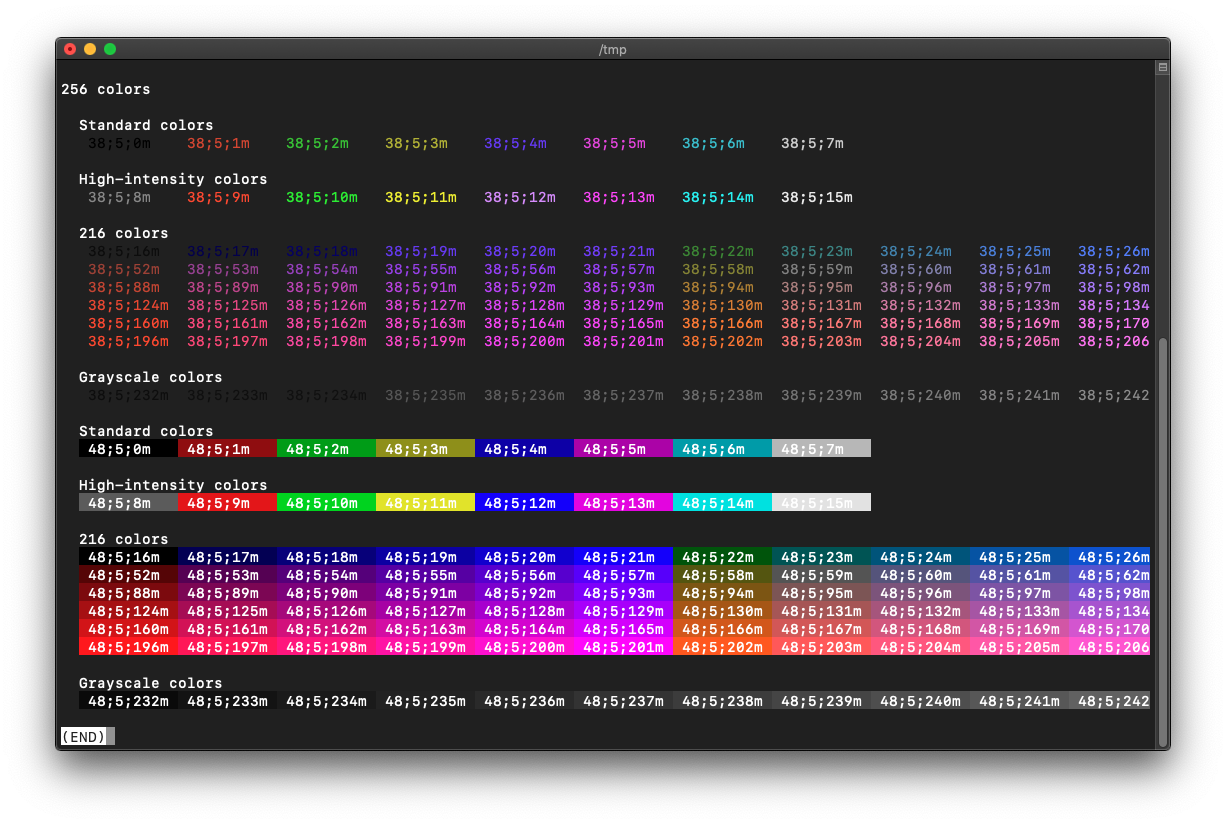 /tmp
256 colors
Standard colors
38;5;0m 38;5;1m 38;5;2m 38;5;3m 38;5;4m 38;5;5m 38;5;6m 38;5;7m
High-intensity colors
38;5;8m 38;5;9m 38;5;10m 38;5;11m 38;5;12m 38;5;13m 38;5;14m 38;5;15m
216 colors
38;5;16m 38;5;17m 38;5;18m 38;5;19m 38;5;20m 38;5;21m 38;5;22m 38;5;23m 38;5;24m 38;5;25m 38;5;26m
38;5;52m 38;5;53m 38;5;54m 38;5;55m 38;5;56m 38;5;57m 38;5;58m 38;5;59m 38;5;60m 38;5;61m 38;5;62m
38;5;88m 38;5;89m 38;5;90m 38;5;91m 38;5;92m 38;5;93m 38;5;94m 38;5;95m 38;5;96m 38;5;97m 38;5;98m
38;5;124m 38;5;125m 38;5;126m 38;5;127m 38;5;128m 38;5;129m 38;5;130m 38;5;131m 38;5;132m 38;5;133m 38;5;134
38;5;160m 38;5;161m 38;5;162m 38;5;163m 38;5;164m 38;5;165m 38;5;166m 38;5;167m 38;5;168m 38;5;169m 38;5;170
38;5;196m 38;5;197m 38;5;198m 38;5;199m 38;5;200m 38;5;201m 38;5;202m 38;5;203m 38;5;204m 38;5;205m 38;5;206
Grayscale colors
38;5;232m 38;5;233m 38;5;234m 38;5;235m 38;5;236m 38;5;237m 38;5;238m 38;5;239m 38;5;240m 38;5;241m 38;5;242
Standard colors
48;5;0m 48;5;1m 48;5;2m 48;5;3m 48;5;4m 48;5;5m 48;5;6m 48;5;7m
High-intensity colors
48;5;8m 48;5;9m 48;5;10m 48;5;11m 48;5;12m 48;5;13m 48;5;14m 48;5;15m
216 colors
48;5;16m 48;5;17m 48;5;18m 48;5;19m 48;5;20m 48;5;21m 48;5;22m 48;5;23m 48;5;24m 48;5;25m 48;5;26m
48;5;52m 48;5;53m 48;5;54m 48;5;55m 48;5;56m 48;5;57m 48;5;58m 48;5;59m 48;5;60m 48;5;61m 48;5;62m
48;5;88m 48;5;89m 48;5;90m 48;5;91m 48;5;92m 48;5;93m 48;5;94m 48;5;95m 48;5;96m 48;5;97m 48;5;98m
48;5;124m 48;5;125m 48;5;126m 48;5;127m 48;5;128m 48;5;129m 48;5;130m 48;5;131m 48;5;132m 48;5;133m 48;5;134
48;5;160m 48;5;161m 48;5;162m 48;5;163m 48;5;164m 48;5;165m 48;5;166m 48;5;167m 48;5;168m 48;5;169m 48;5;170
48;5;196m 48;5;197m 48;5;198m 48;5;199m 48;5;200m 48;5;201m 48;5;202m 48;5;203m 48;5;204m 48;5;205m 48;5;206
Grayscale colors
48;5;232m 48;5;233m 48;5;234m 48;5;235m 48;5;236m 48;5;237m 48;5;238m 48;5;239m 48;5;240m 48;5;241m 48;5;242
(END)